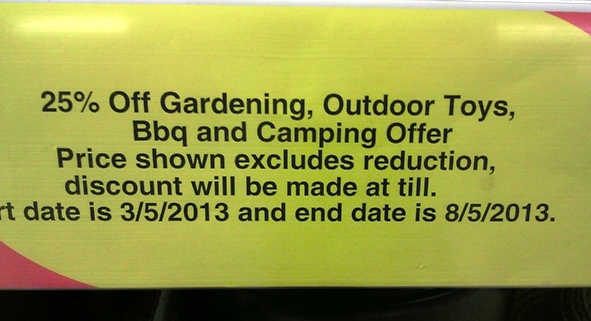 25% Off Gardening, Outdoor Toys,
Bbq and Camping Offer
Price shown excludes reduction,
discount will be made at till.
rt date is 3/5/2013 and end date is 8/5/2013.